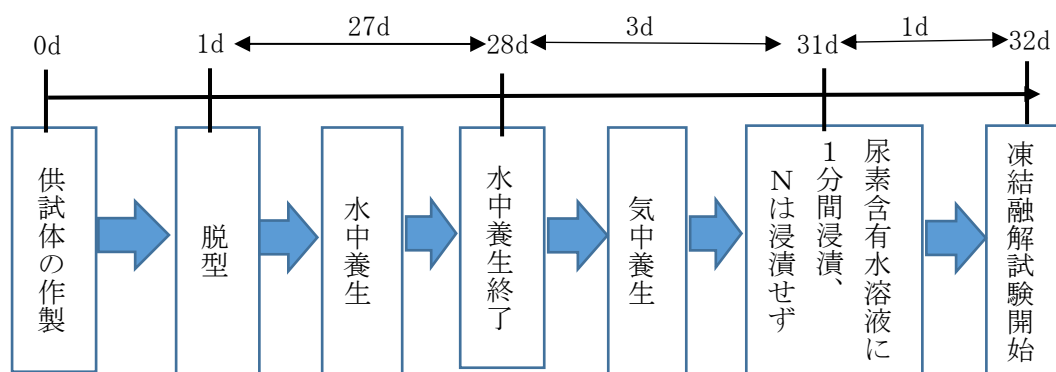 0d
1d
27d
28d
3d
31d
1d
32d
供試体の作製
脱型
水中養生
水中養生終了
気中養生
尿素含有水溶液に
1分間浸漬、
Nは浸漬せず
凍結融解試験開始